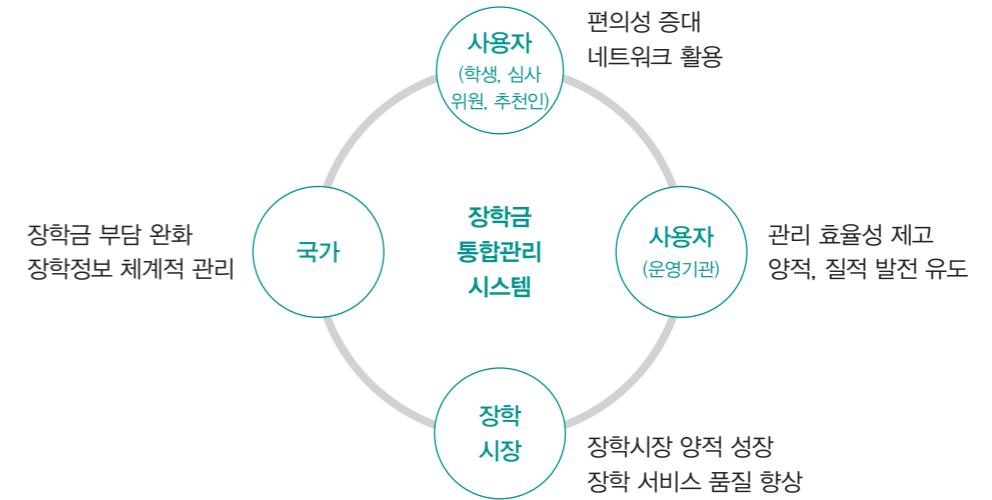 사용자
(학생, 심사
위원, 추천인)
편의성 증대
네트워크 활용
장학금 부담 완화
장학정보 체계적 관리
국가
장학금
통합관리
시스템
사용자
(운영기관)
관리 효율성 제고
양적, 질적 발전 유도
장학
시장
장학시장 양적 성장
장학 서비스 품질 향상